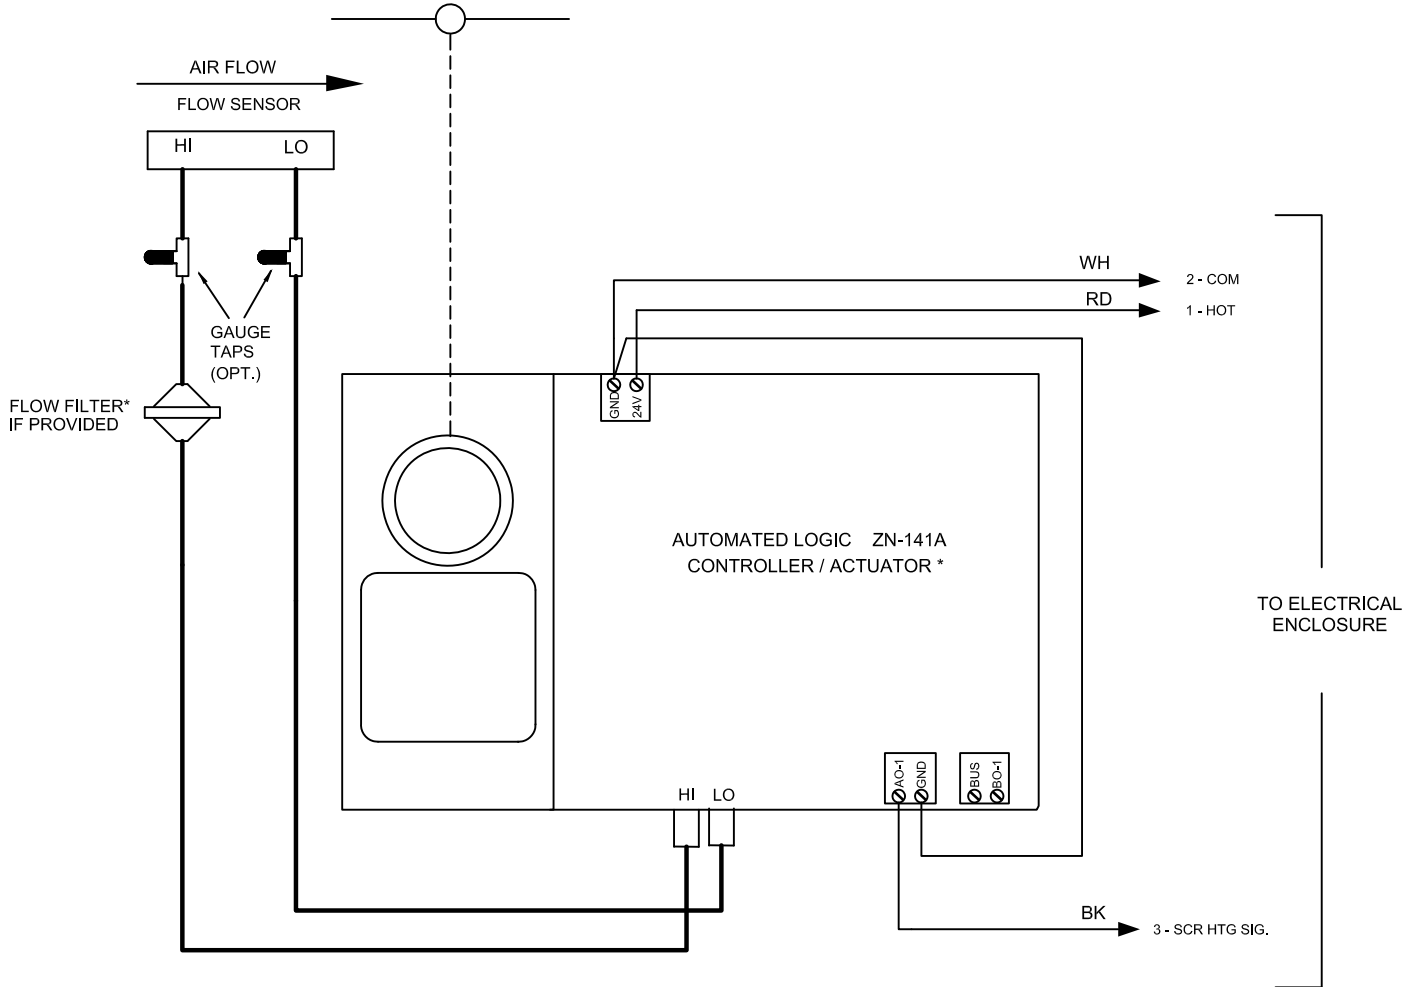 AIR FLOW
FLOW SENSOR
HI LO
WH
2 - COM
RD
1 - HOT
GAUGE
TAPS
(OPT.)
FLOW FILTER*
IF PROVIDED
GND
24V
AUTOMATED LOGIC ZN-141A
CONTROLLER / ACTUATOR *
TO ELECTRICAL
ENCLOSURE
AO-1
GND
BUS
BO-1
HI LO
BK
3 - SCR HTG SIG.